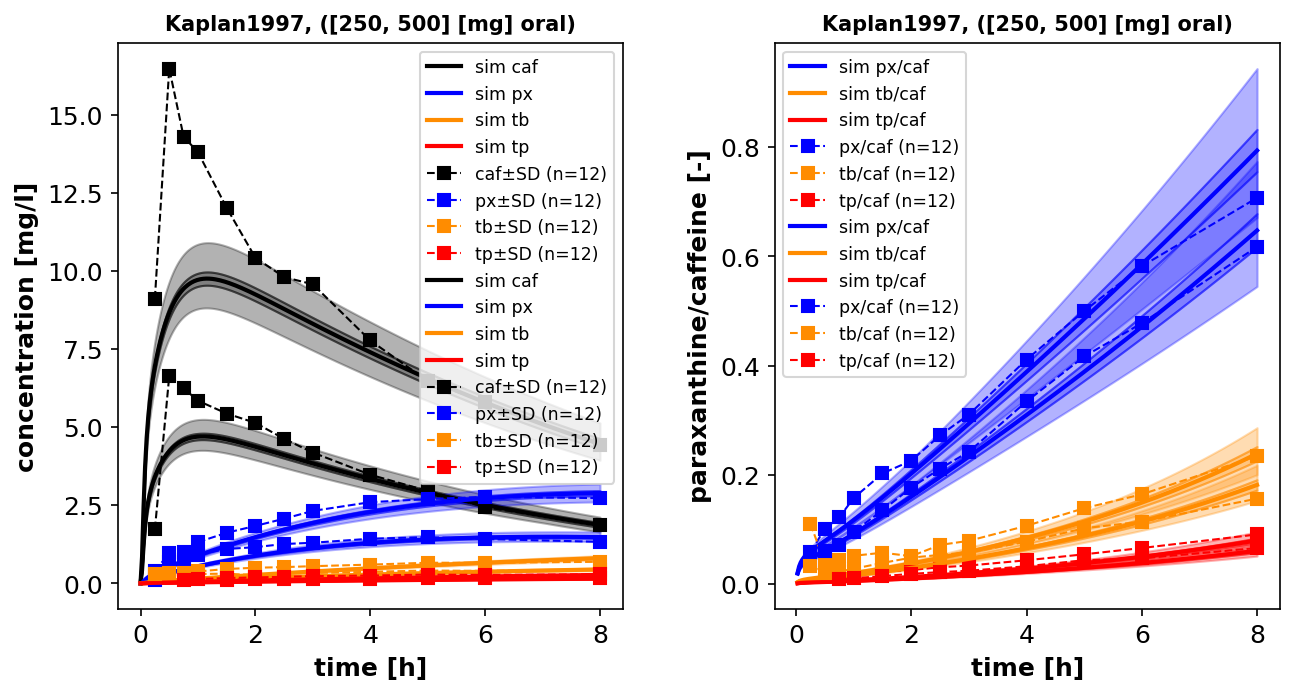 Kaplan1997, ([250, 500] [mg] oral)
concentration [mg/l]
15.0
12.5
10.0
7.5
5.0
2.5
0.0
sim caf
sim px
sim tb
sim tp
caf±SD (n=12)
px±SD (n=12)
tb±SD (n=12)
tp±SD (n=12)
sim caf
sim px
sim tb
sim tp
caf±SD (n=12)
px±SD (n=12)
tb±SD (n=12)
tp±SD (n=12)
0 2 4 6 8
time [h]
Kaplan1997, ([250, 500] [mg] oral)
paraxanthine/caffeine [-]
0.8
0.6
0.4
0.2
0.0
sim px/caf
sim tb/caf
sim tp/caf
px/caf (n=12)
tb/caf (n=12)
tp/caf (n=12)
sim px/caf
sim tb/caf
sim tp/caf
px/caf (n=12)
tb/caf (n=12)
tp/caf (n=12)
0 2 4 6 8
time [h]